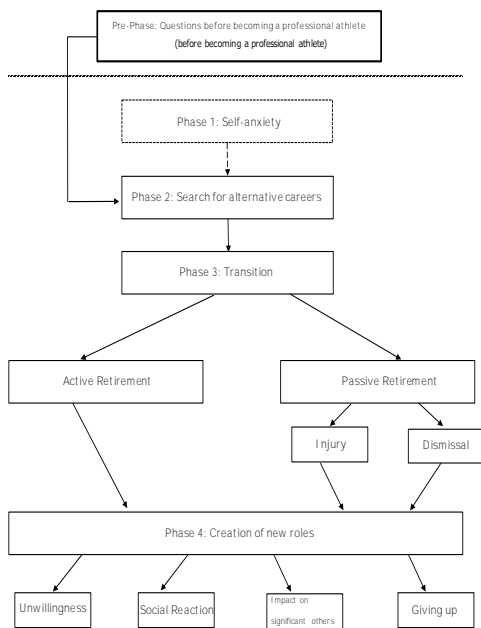 Pre-Phase: Questions before becoming a professional athlete
(before becoming a professional athlete)
Phase 1: Self-anxiety
Phase 2: Search for alternative careers
Phase 3: Transition
Active Retirement
Passive Retirement
Injury
Dismissal
Phase 4: Creation of new roles
Unwillingness
Social Reaction
Impact on
significant others
Giving up